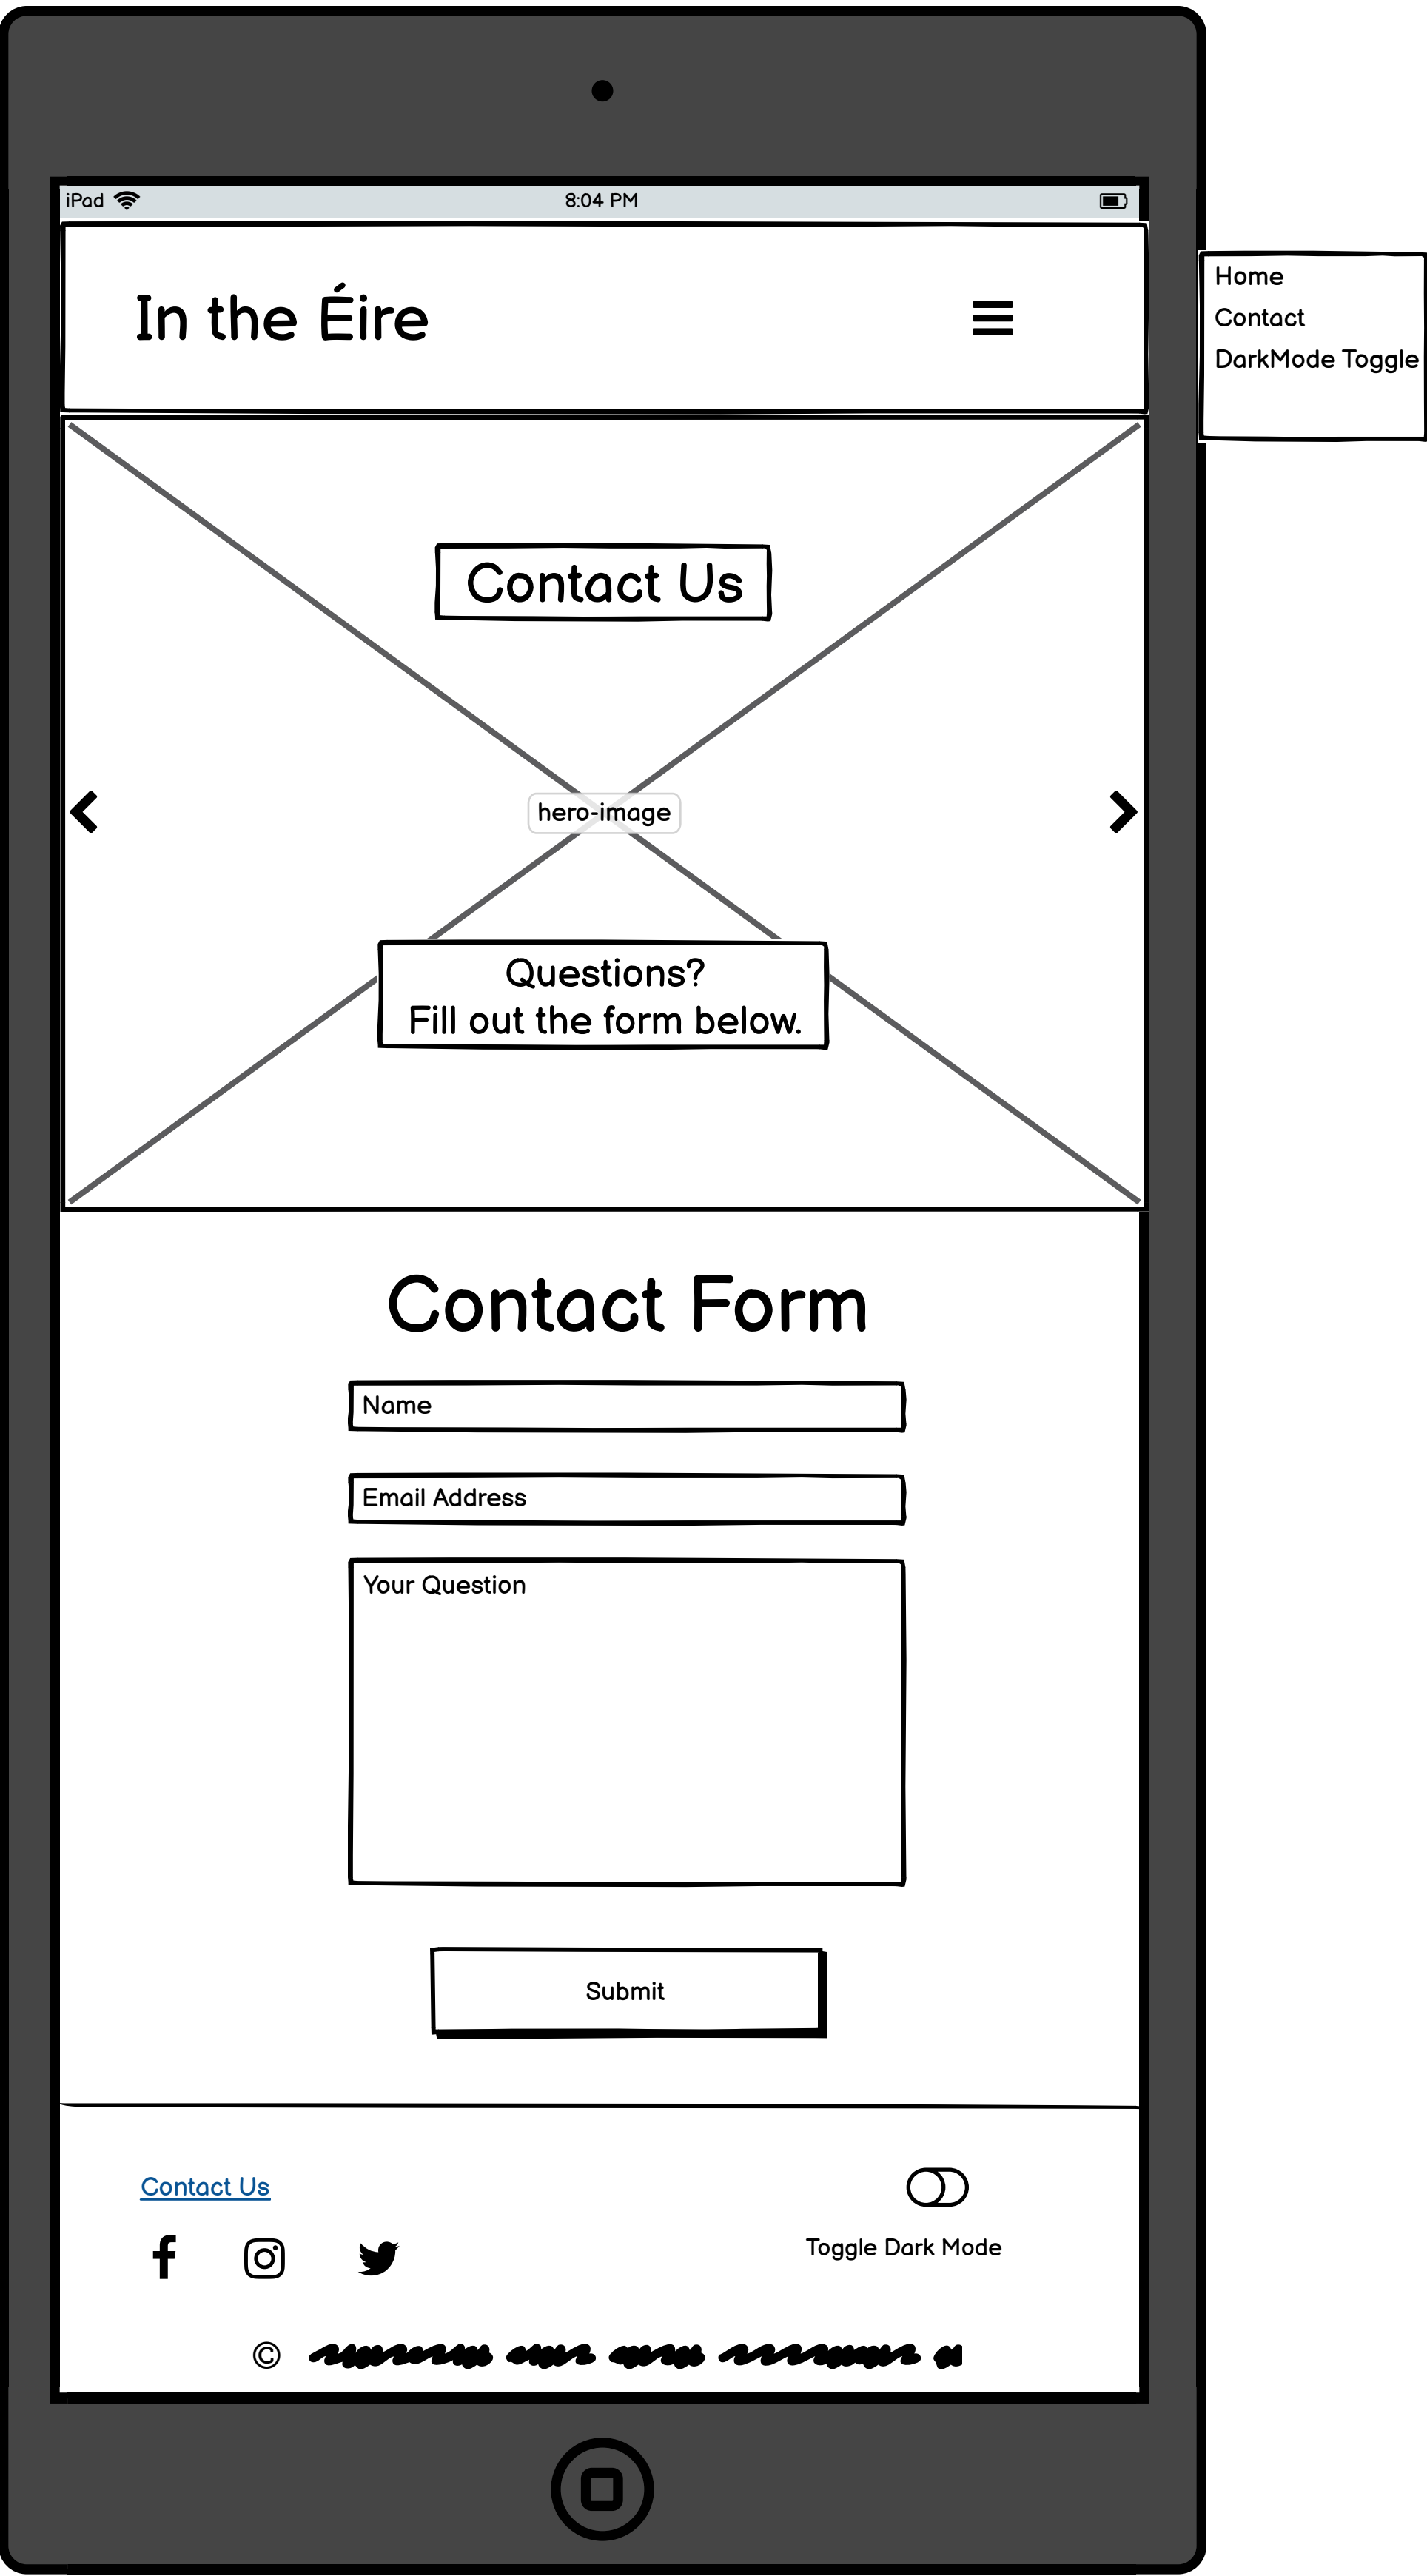 iPad 8:04 PM
In the Éire
Home
Contact
DarkMode Toggle
Contact Us
hero-image
Questions?
Fill out the form below.
Contact Form
Name
Email Address
Your Question
Submit
Contact Us
Toggle Dark Mode
©